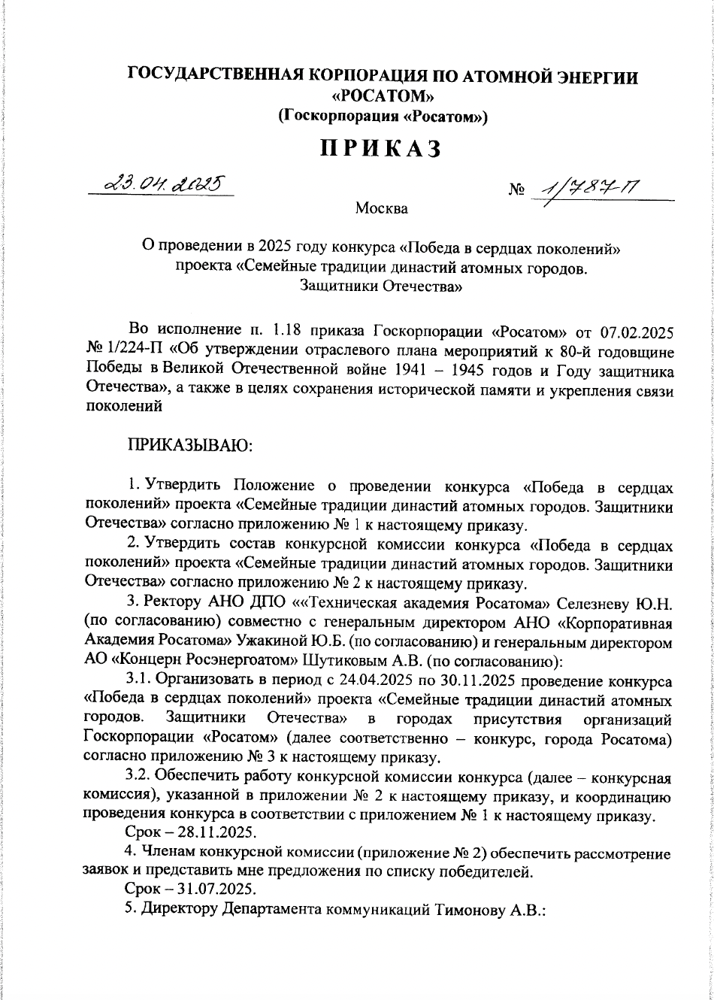 ГОСУДАРСТВЕННАЯ КОРПОРАЦИЯ ПО АТОМНОЙ ЭНЕРГИИ
«РОСАТОМ»
(Госкорпорация «Росатом»)
ПРИКАЗ
23.04.2025
№ 1/787-П
Москва
О проведении в 2025 году конкурса «Победа в сердцах поколений»
проекта «Семейные традиции династий атомных городов.
Защитники Отечества»
Во исполнение п. 1.18 приказа Госкорпорации «Росатом» от 07.02.2025
№ 1/224-П «Об утверждении отраслевого плана мероприятий к 80-й годовщине
Победы в Великой Отечественной войне 1941 – 1945 годов и Году защитника
Отечества», а также в целях сохранения исторической памяти и укрепления связи
поколений
ПРИКАЗЫВАЮ:
1. Утвердить Положение о проведении конкурса «Победа в сердцах
поколений» проекта «Семейные традиции династий атомных городов. Защитники
Отечества» согласно приложению № 1 к настоящему приказу.
2. Утвердить состав конкурсной комиссии конкурса «Победа в сердцах
поколений» проекта «Семейные традиции династий атомных городов. Защитники
Отечества» согласно приложению № 2 к настоящему приказу.
3. Ректору АНО ДПО ««Техническая академия Росатома» Селезневу Ю.Н.
(по согласованию) совместно с генеральным директором АНО «Корпоративная
Академия Росатома» Ужакиной Ю.Б. (по согласованию) и генеральным директором
АО «Концерн Росэнергоатом» Шутиковым А.В. (по согласованию):
3.1. Организовать в период с 24.04.2025 по 30.11.2025 проведение конкурса
«Победа в сердцах поколений» проекта «Семейные традиции династий атомных
городов. Защитники Отечества» в городах присутствия организаций
Госкорпорации «Росатом» (далее соответственно – конкурс, города Росатома)
согласно приложению № 3 к настоящему приказу.
3.2. Обеспечить работу конкурсной комиссии конкурса (далее – конкурсная
комиссия), указанной в приложении № 2 к настоящему приказу, и координацию
проведения конкурса в соответствии с приложением № 1 к настоящему приказу.
Срок – 28.11.2025.
4. Членам конкурсной комиссии (приложение № 2) обеспечить рассмотрение
заявок и представить мне предложения по списку победителей.
Срок – 31.07.2025.
5. Директору Департамента коммуникаций Тимонову А.В.: